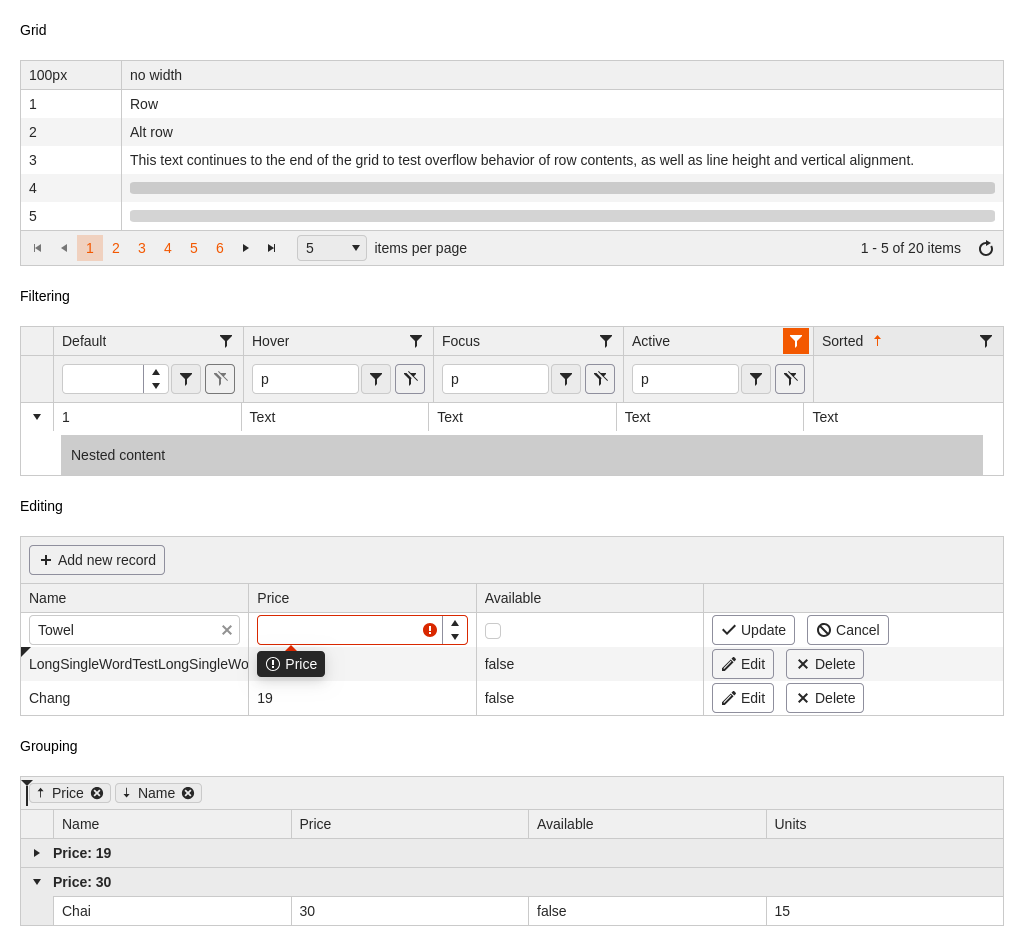 Grid
100px no width
1 Row
2 Alt row
3 This text continues to the end of the grid to test overflow behavior of row contents, as well as line height and vertical alignment.
4
5
1 2 3 4 5 6 5 items per page 1 - 5 of 20 items
Filtering
Default Hover Focus Active Sorted
p p p
1 Text Text Text Text
Nested content
Editing
Add new record
Name Price Available
Towel Update Cancel
LongSingleWordTestLongSingleWo Price false Edit Delete
Chang 19 false Edit Delete
Grouping
Price Name
Name Price Available Units
Price: 19
Price: 30
Chai 30 false 15